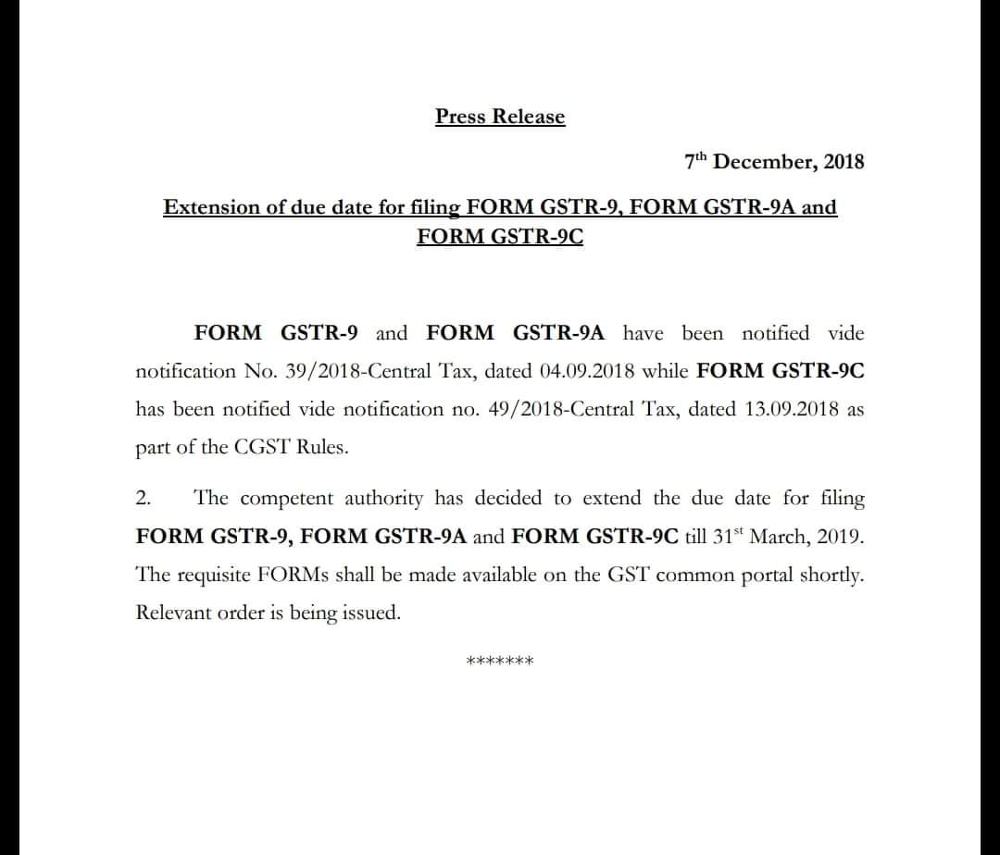 Press Release
7th December, 2018
Extension of due date for filing FORM GSTR-9, FORM GSTR-9A and
FORM GSTR-9C
FORM GSTR-9 and FORM GSTR-9A have been notified vide
notification No. 39/2018-Central Tax, dated 04.09.2018 while FORM GSTR-9C
has been notified vide notification no. 49/2018-Central Tax, dated 13.09.2018 as
part of the CGST Rules.
2. The competent authority has decided to extend the due date for filing
FORM GSTR-9, FORM GSTR-9A and FORM GSTR-9C till 31st March, 2019.
The requisite FORMs shall be made available on the GST common portal shortly.
Relevant order is being issued.
*******